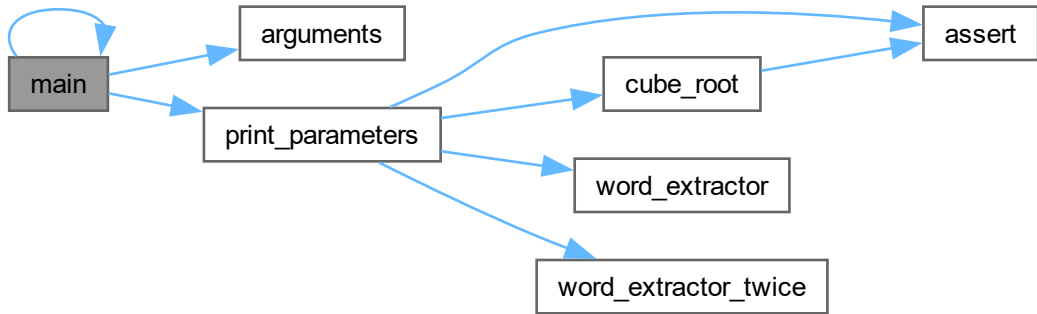 main
arguments
print_parameters
cube_root
assert
word_extractor
word_extractor_twice